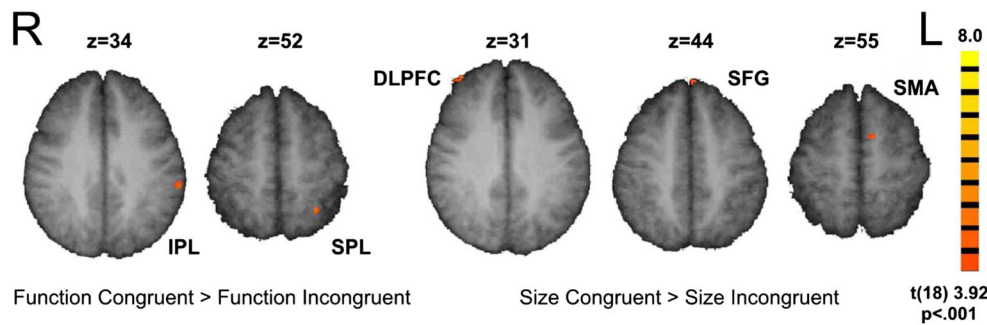 R
L
z=34
z=52
z=31
z=44
z=55
8.0
DLPFC
SFG
SMA
IPL
SPL
Function Congruent > Function Incongruent
Size Congruent > Size Incongruent
t(18) 3.92
p<.001